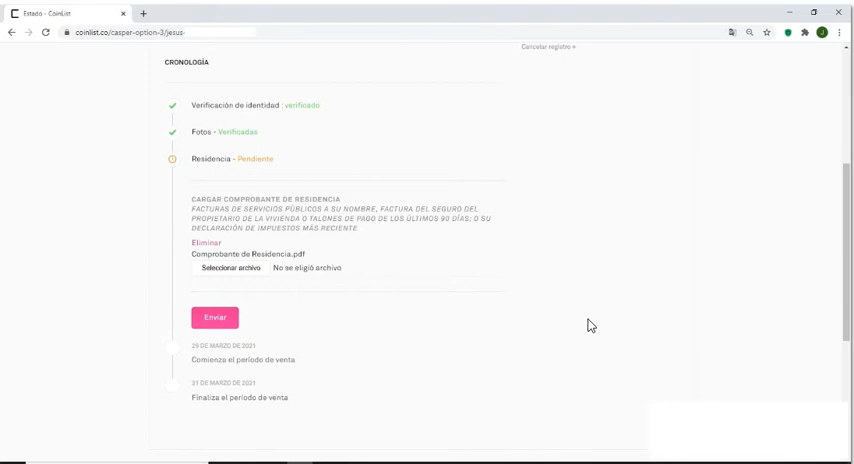 Estado - CoinList
coinlist.co/casper-option-3/jesus-
J
Cancelar registro »
CRONOLOGÍA
Verificación de identidad : verificado
Fotos - Verificadas
Residencia - Pendiente
CARGAR COMPROBANTE DE RESIDENCIA
FACTURAS DE SERVICIOS PÚBLICOS A SU NOMBRE, FACTURA DEL SEGURO DEL
PROPIETARIO DE LA VIVIENDA O TALONES DE PAGO DE LOS ÚLTIMOS 90 DÍAS; O SU
DECLARACIÓN DE IMPUESTOS MÁS RECIENTE
Eliminar
Comprobante de Residencia.pdf
Seleccionar archivo No se eligió archivo
Enviar
DE MARZO DE 2021
Comienza el periodo de venta
31 DE MARZO DE 2021
Finaliza el período de venta